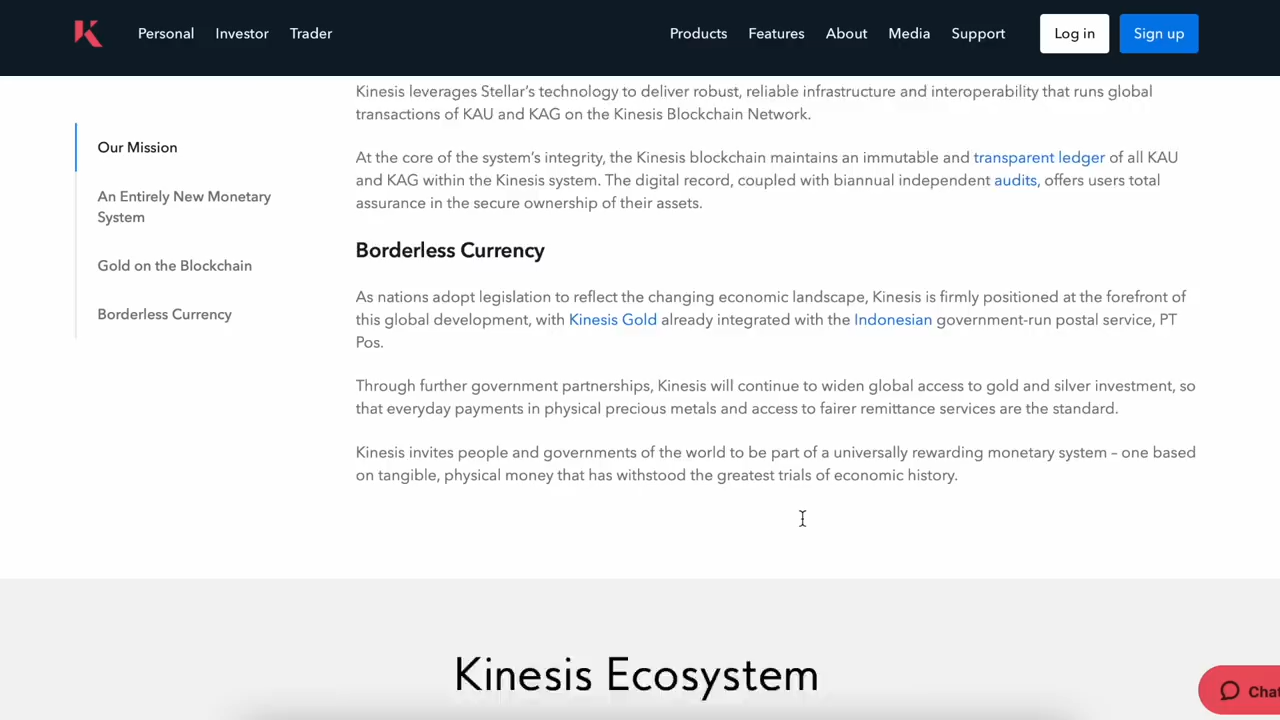 Personal Investor Trader Products Features About Media Support Log in Sign up
Kinesis leverages Stellar's technology to deliver robust, reliable infrastructure and interoperability that runs global
transactions of KAU and KAG on the Kinesis Blockchain Network.
Our Mission
An Entirely New Monetary
System
Gold on the Blockchain
Borderless Currency
At the core of the system's integrity, the Kinesis blockchain maintains an immutable and transparent ledger of all KAU
and KAG within the Kinesis system. The digital record, coupled with biannual independent audits, offers users total
assurance in the secure ownership of their assets.
Borderless Currency
As nations adopt legislation to reflect the changing economic landscape, Kinesis is firmly positioned at the forefront of
this global development, with Kinesis Gold already integrated with the Indonesian government-run postal service, PT
Pos.
Through further government partnerships, Kinesis will continue to widen global access to gold and silver investment, so
that everyday payments in physical precious metals and access to fairer remittance services are the standard.
Kinesis invites people and governments of the world to be part of a universally rewarding monetary system – one based
on tangible, physical money that has withstood the greatest trials of economic history.
Kinesis Ecosystem